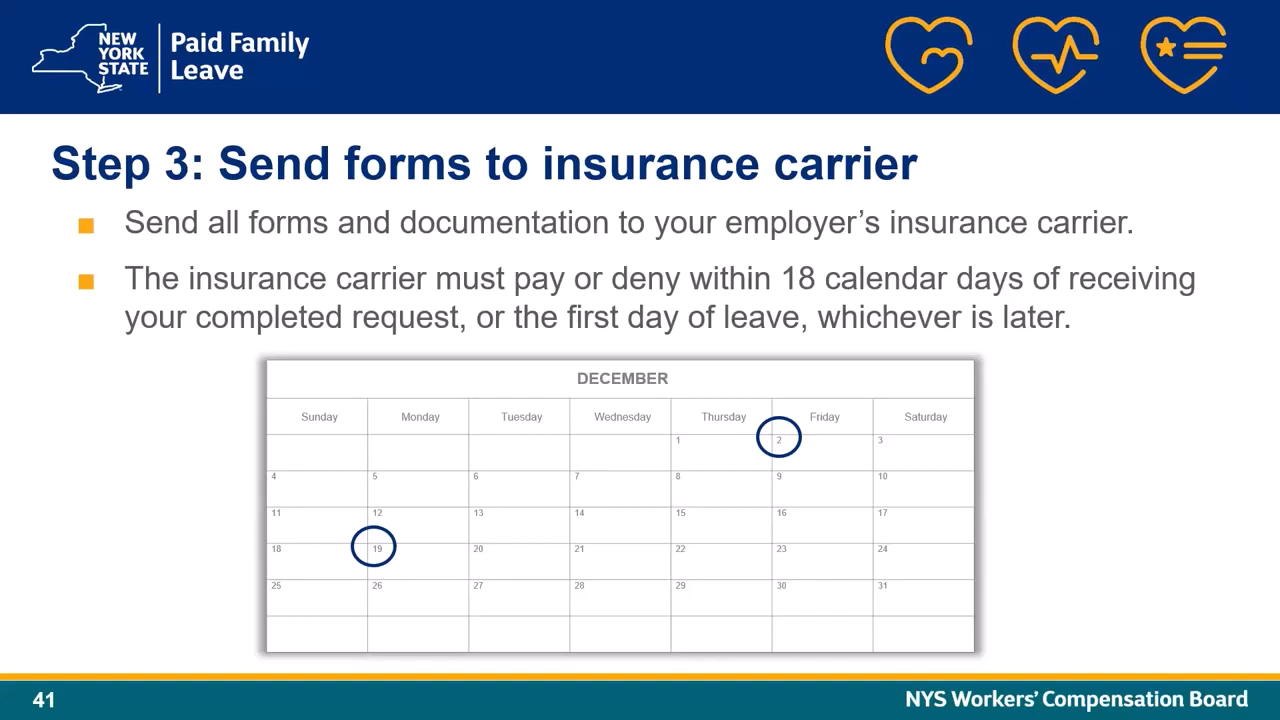 NEW
YORK
STATE
Paid Family
Leave
Step 3: Send forms to insurance carrier
Send all forms and documentation to your employer’s insurance carrier.
The insurance carrier must pay or deny within 18 calendar days of receiving
your completed request, or the first day of leave, whichever is later.
DECEMBER
Sunday Monday Tuesday Wednesday Thursday Friday Saturday
1 2 3
4 5 6 7 8 9 10
11 12 13 14 15 16 17
18 19 20 21 22 23 24
25 26 27 28 29 30 31
41
NYS Workers’ Compensation Board